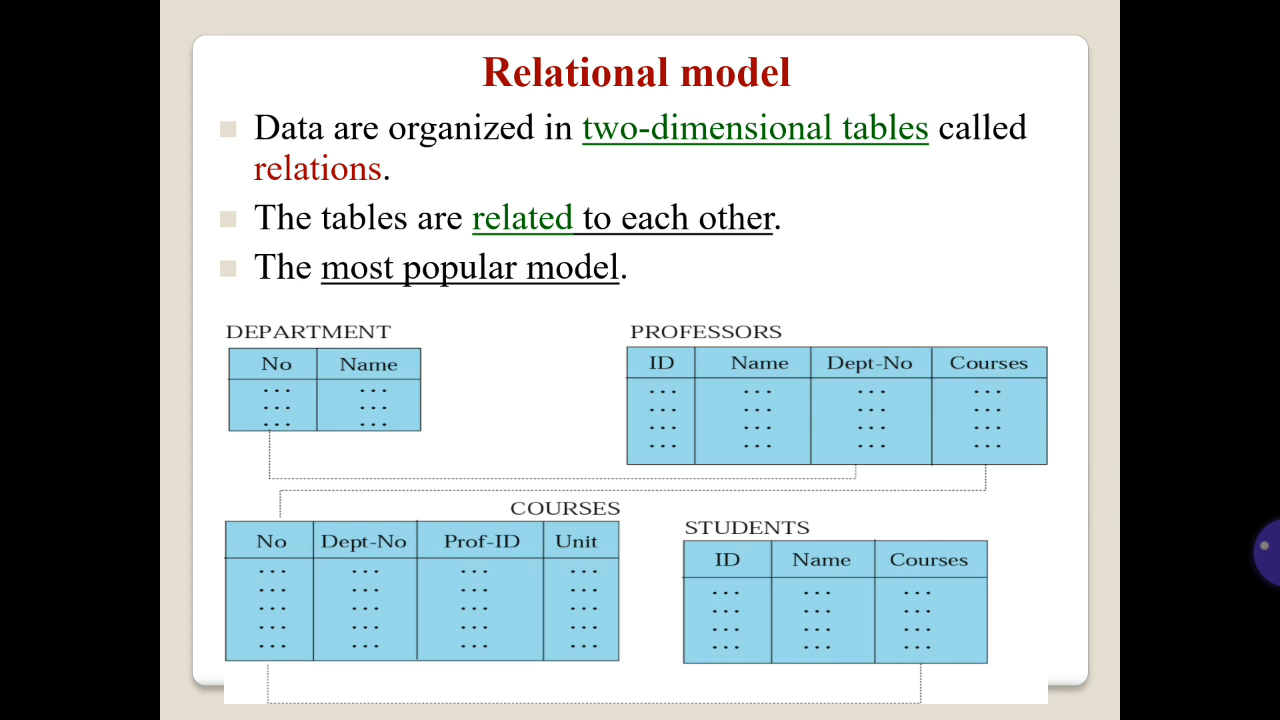 Relational model
Data are organized in two-dimensional tables called
relations.
The tables are related to each other.
The most popular model.
DEPARTMENT
No Name
... ...
... ...
... ...
PROFESSORS
ID Name Dept-No Courses
... ... ... ...
... ... ... ...
... ... ... ...
... ... ... ...
COURSES
No Dept-No Prof-ID Unit
... ... ... ...
... ... ... ...
... ... ... ...
... ... ... ...
... ... ... ...
STUDENTS
ID Name Courses
... ... ...
... ... ...
... ... ...
... ... ...